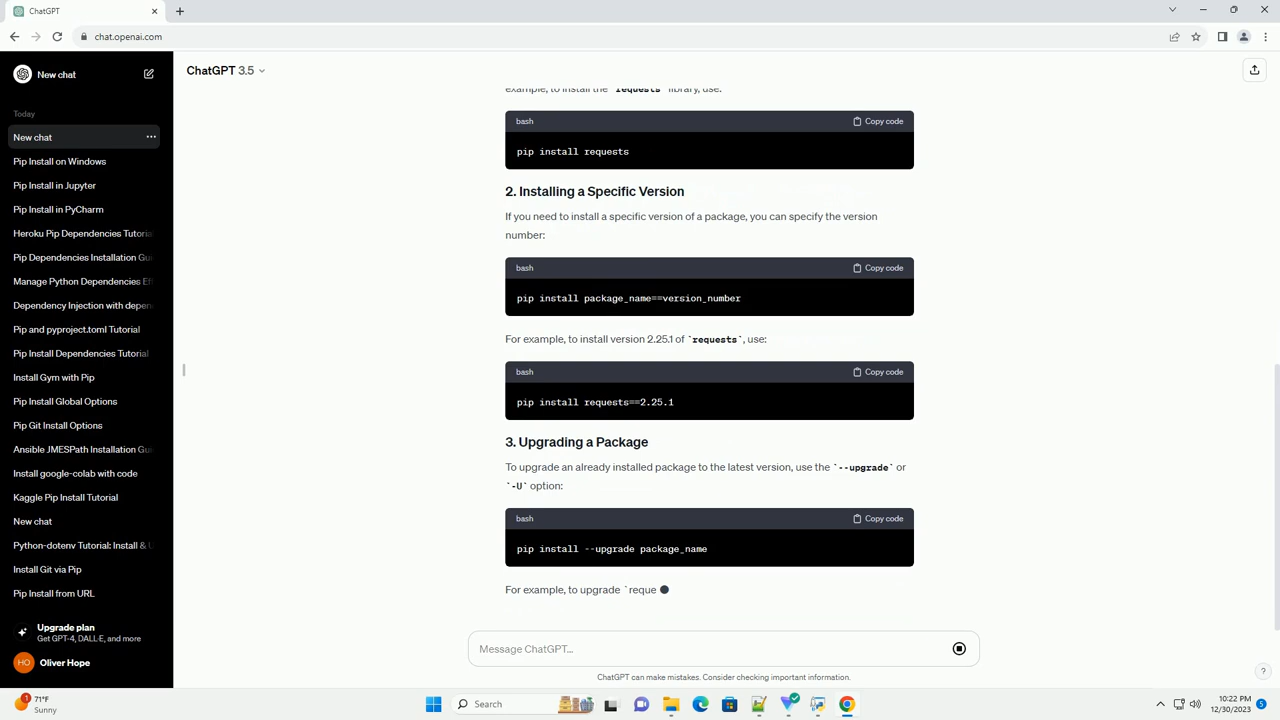 ChatGPT
chat.openai.com
New chat
ChatGPT 3.5
Today
New chat
Pip Install on Windows
Pip Install in Jupyter
Pip Install in PyCharm
Heroku Pip Dependencies Tutoria
Pip Dependencies Installation Gui
Manage Python Dependencies Eff
Dependency Injection with depen
Pip and pyproject.toml Tutorial
Pip Install Dependencies Tutorial
Install Gym with Pip
Pip Install Global Options
Pip Git Install Options
Ansible JMESPath Installation Gui
Install google-colab with code
Kaggle Pip Install Tutorial
New chat
Python-dotenv Tutorial: Install & U
Install Git via Pip
Pip Install from URL
Upgrade plan
Get GPT-4, DALL·E, and more
HO Oliver Hope
example, to install the `requests` library, use:
bash Copy code
pip install requests
2. Installing a Specific Version
If you need to install a specific version of a package, you can specify the version
number:
bash Copy code
pip install package_name==version_number
For example, to install version 2.25.1 of `requests`, use:
bash Copy code
pip install requests==2.25.1
3. Upgrading a Package
To upgrade an already installed package to the latest version, use the `--upgrade` or
`-U` option:
bash Copy code
pip install --upgrade package_name
For example, to upgrade `reque
Message ChatGPT...
ChatGPT can make mistakes. Consider checking important information.
?
1
71°F
Sunny
Search
10:22 PM
12/30/2023
5